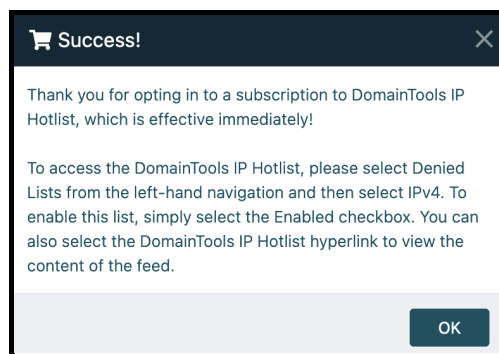 Success!
Thank you for opting in to a subscription to DomainTools IP
Hotlist, which is effective immediately!
To access the DomainTools IP Hotlist, please select Denied
Lists from the left-hand navigation and then select IPv4. To
enable this list, simply select the Enabled checkbox. You can
also select the DomainTools IP Hotlist hyperlink to view the
content of the feed.
OK